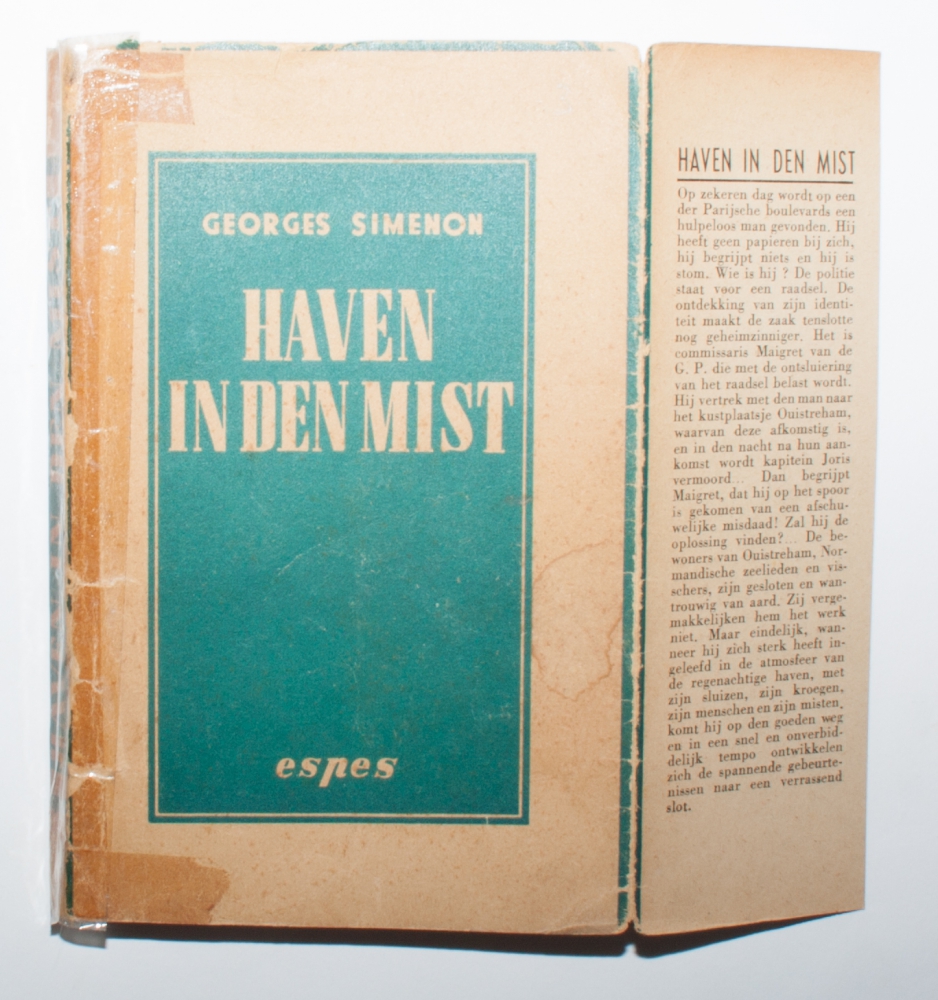 GEORGES SIMENON
HAVEN
IN DEN MIST
espes
HAVEN IN DEN MIST
Op zekeren dag wordt op een
der Parijsche boulevards een
hulpeloos man gevonden. Hij
heeft geen papieren bij zich,
hij begrijpt niets en hij is
stom. Wie is hij ? De politie
staat voor een raadsel. De
ontdekking van zijn identi-
teit maakt de zaak tenslotte
nog geheimzinniger. Het is
commissaris Maigret van de
G. P. die met de ontsluiering
van het raadsel belast wordt.
Hij vertrek met den man naar
het kustplaatsje Ouistreham,
waarvan deze afkomstig is,
en in den nacht na hun aan-
komst wordt kapitein Joris
vermoord... Dan begrijpt
Maigret, dat hij op het spoor
is gekomen van een afschu-
welijke misdaad! Zal hij de
oplossing vinden?... De be-
woners van Ouistreham, Nor-
mandische zeelieden en vis-
schers, zijn gesloten en wan-
trouwig van aard. Zij verge-
makkelijken hem het werk
niet. Maar eindelijk, wan-
neer hij zich sterk heeft in-
geleefd in de atmosfeer van
de regenachtige haven, met
zijn sluizen, zijn kroegen,
zijn menschen en zijn misten,
komt hij op den goeden weg
en in een snel en onverbid-
delijk tempo ontwikkelen
zich de spannende gebeurte-
nissen naar een verrassend
slot.